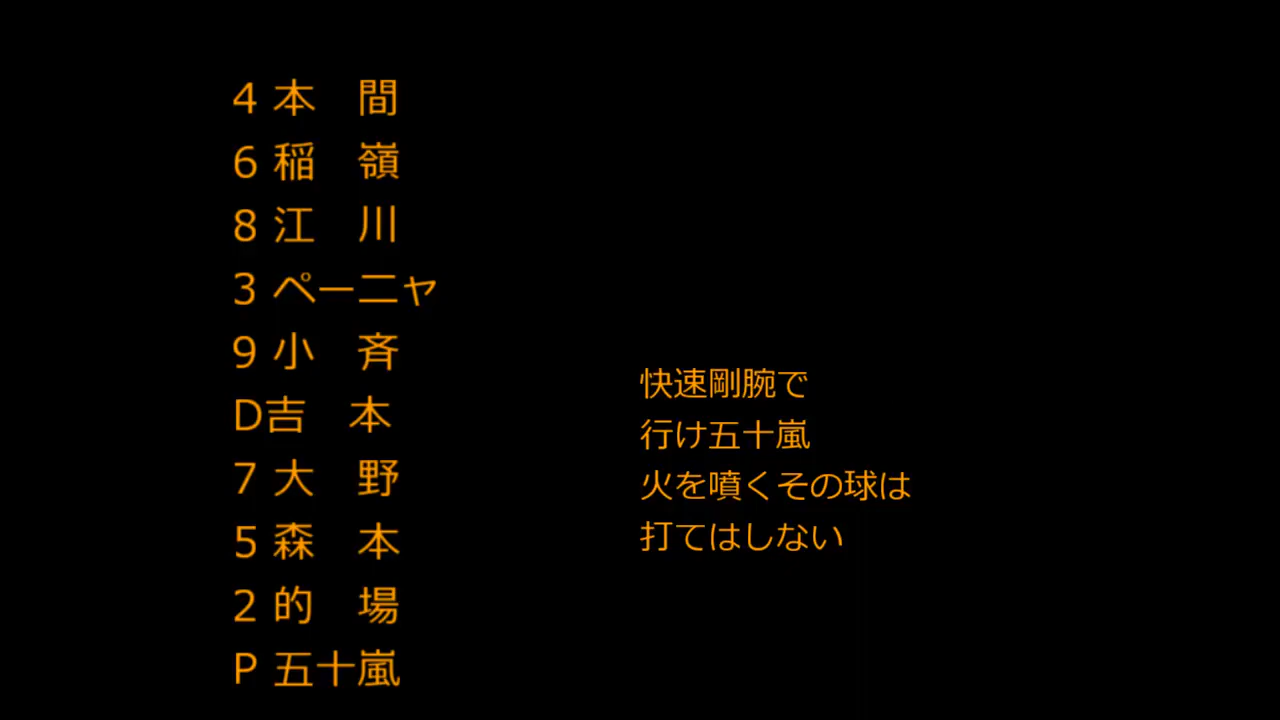 4 本　間
6 稲　嶺
8 江　川
3 ペーニャ
9 小　斉
D吉　本
7 大　野
5 森　本
2 的　場
P 五十嵐
快速剛腕で
行け五十嵐
火を噴くその球は
打てはしない